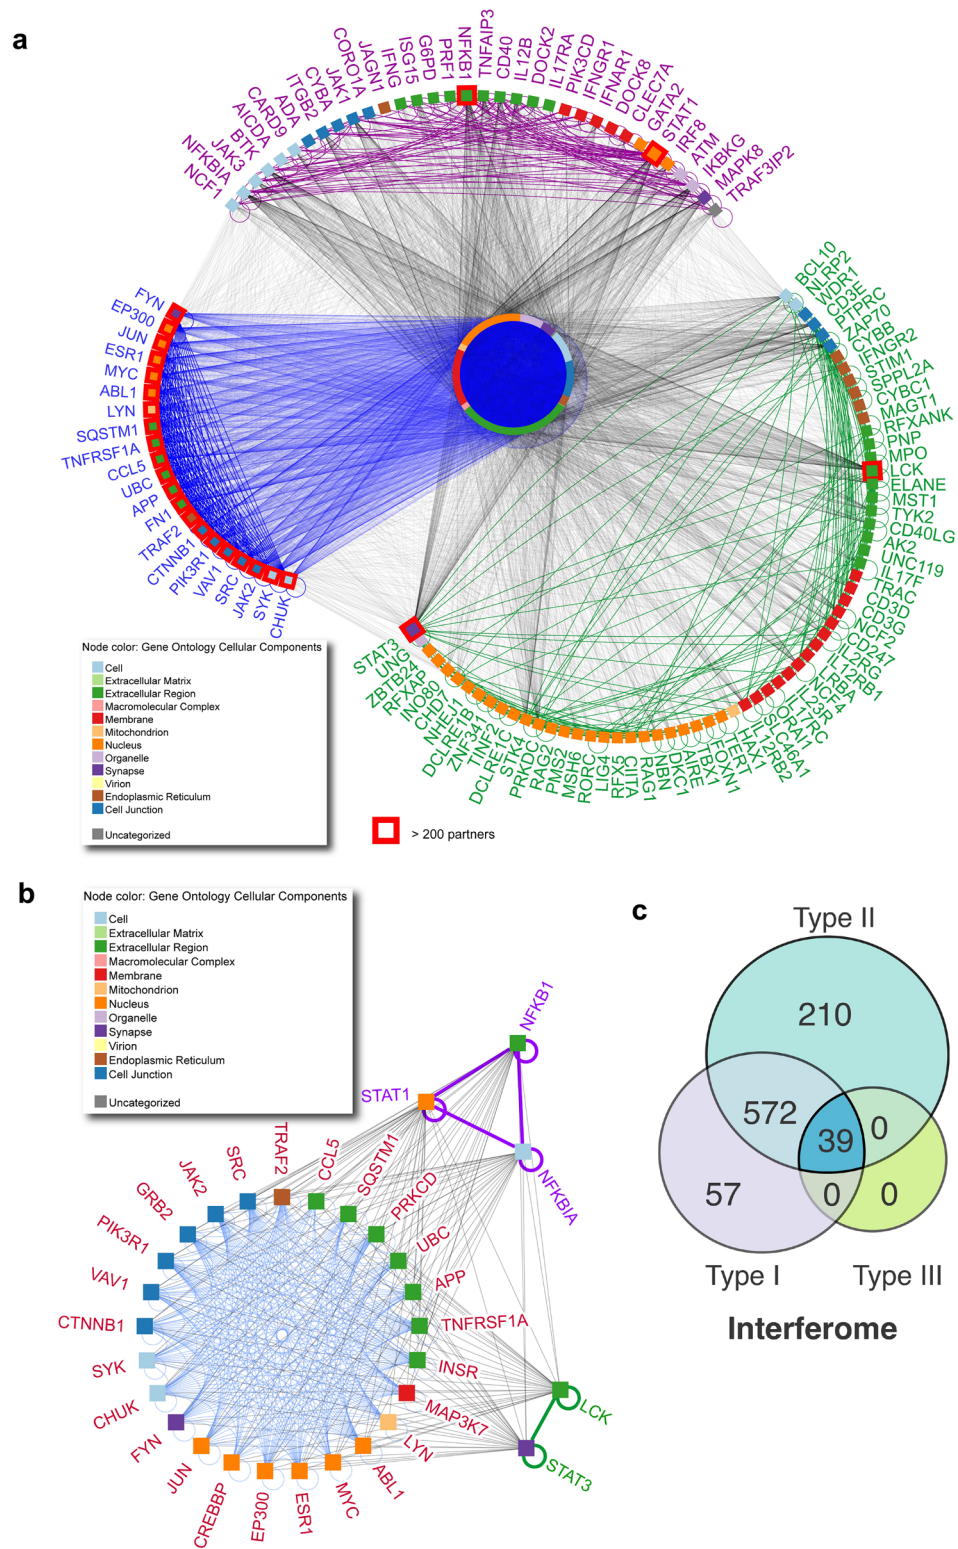 a
NCF1
NFKBIA
JAK3
BTK
AICDA
CARD9
ADA
ITGB2
CYBA
JAK1
CORO1A
JAGN1
IFNG
ISG15
G6PD
PRF1
NFKB1
TNFAIP3
CD40
IL12B
DOCK2
IL17RA
PIK3CD
IFNGR1
IFNAR1
DOCK8
CLEC7A
GATA2
STAT1
IRF8
ATM
IKBKG
MAPK8
TRAF3IP2
FYN
EP300
JUN
ESR1
MYC
ABL1
LYN
SQSTM1
TNFRSF1A
CCL5
UBC
APP
FN1
TRAF2
CTNNB1
PIK3R1
VAV1
SRC
JAK2
SYK
CHUK
BCL10
NLRP2
WDR1
CD3E
PTPRC
ZAP70
CYBB
IFNGR2
STIM1
SPPL2A
CYBC1
MAGT1
RFXANK
PNP
MPO
LCK
ELANE
MST1
TYK2
CD40LG
AK2
UNC119
IL17F
TRAC
CD3D
CD3G
NCF2
CD247
IL2RG
IL12RB1
LRBA
NCF4
IL7R
IL17RC
ORAI1
SEC46A1
IL12RB2
HAX1
TERT
FOXN1
TBX1
AIRE
DKC1
NBN
RAG1
CIITA
RFX5
LIG4
RORC
MSH6
PMS2
RAG2
PRKDC
STK4
DCLRE1C
TINF2
ZNF341
DCLRE1B
NHEJ1
CHD7
INO80
RFXAP
ZBTB24
UNG
STAT3
Node color: Gene Ontology Cellular Components
Cell
Extracellular Matrix
Extracellular Region
Macromolecular Complex
Membrane
Mitocondrion
Nucleus
Organelle
Synapse
Virion
Endoplasmic Reticulum
Cell Junction
Uncategorized
> 200 partners
b
Node color: Gene Ontology Cellular Components
Cell
Extracellular Matrix
Extracellular Region
Macromolecular Complex
Membrane
Mitocondrion
Nucleus
Organelle
Synapse
Virion
Endoplasmic Reticulum
Cell Junction
Uncategorized
NFKB1
STAT1
NFKBIA
TRAF2
CCL5
SQSTM1
PRKCD
UBC
APP
TNFRSF1A
INSR
MAP3K7
LYN
ABL1
MYC
ESR1
EP300
CREBBP
JUN
FYN
CHUK
SYK
CTNNB1
VAV1
PIK3R1
GRB2
JAK2
SRC
LCK
STAT3
c
Type II
210
572
39
0
57
0
0
Type I
Type III
Interferome